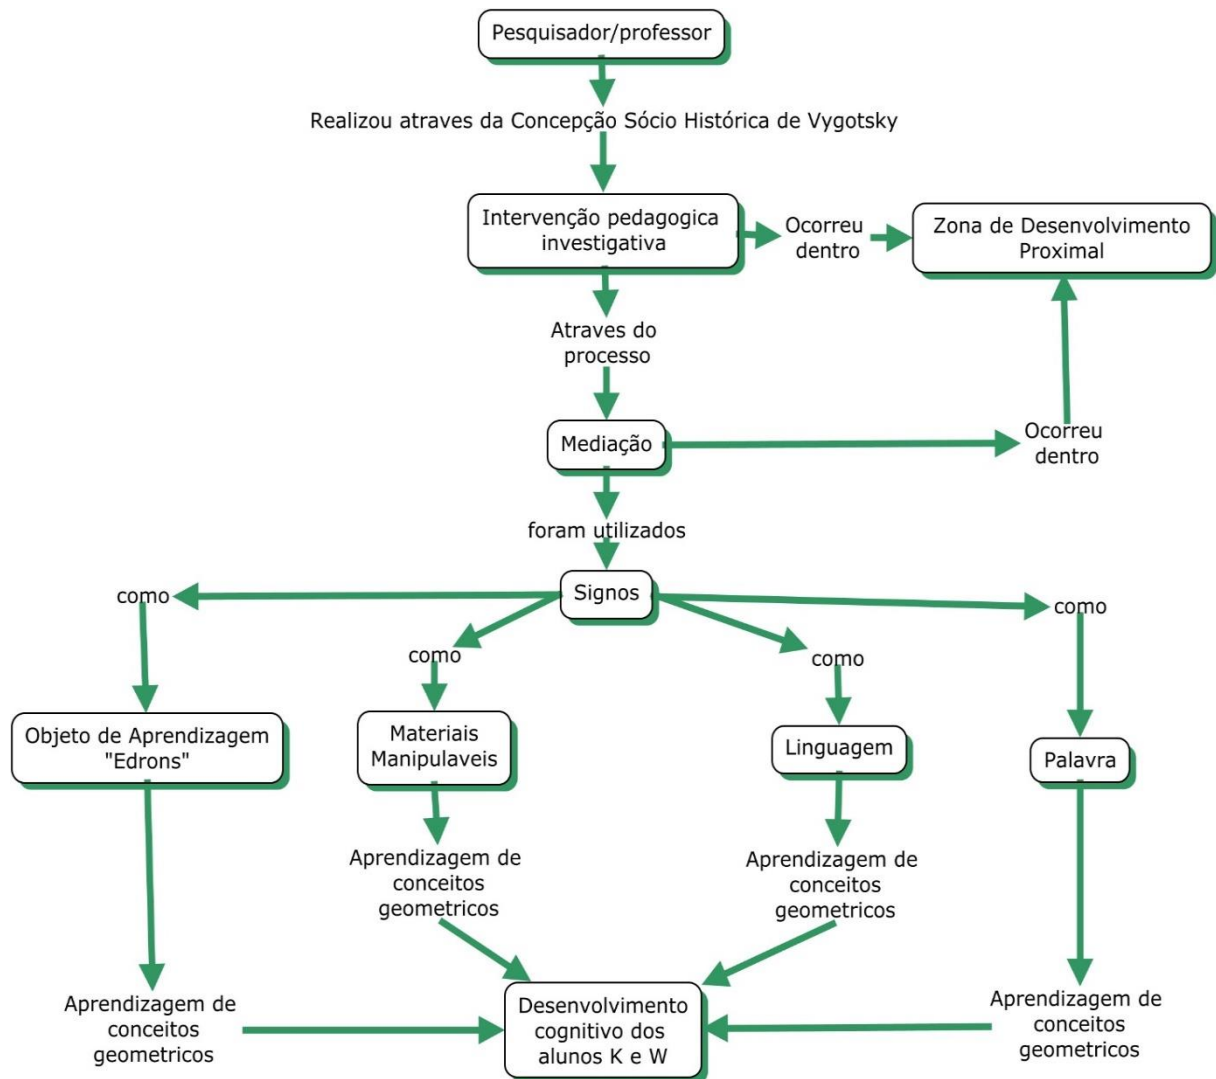 Pesquisador/professor
Realizou atraves da Concepção Sócio Histórica de Vygotsky
Intervenção pedagogica
investigativa
Ocorreu
dentro
Zona de Desenvolvimento
Proximal
Atraves do
processo
Mediação
Ocorreu
dentro
foram utilizados
Signos
como
como
como
como
Objeto de Aprendizagem
"Edrons"
Materiais
Manipulaveis
Linguagem
Palavra
Aprendizagem de
conceitos
geometricos
Aprendizagem de
conceitos
geometricos
Aprendizagem de
conceitos
geometricos
Desenvolvimento
cognitivo dos
alunos K e W
Aprendizagem de
conceitos
geometricos